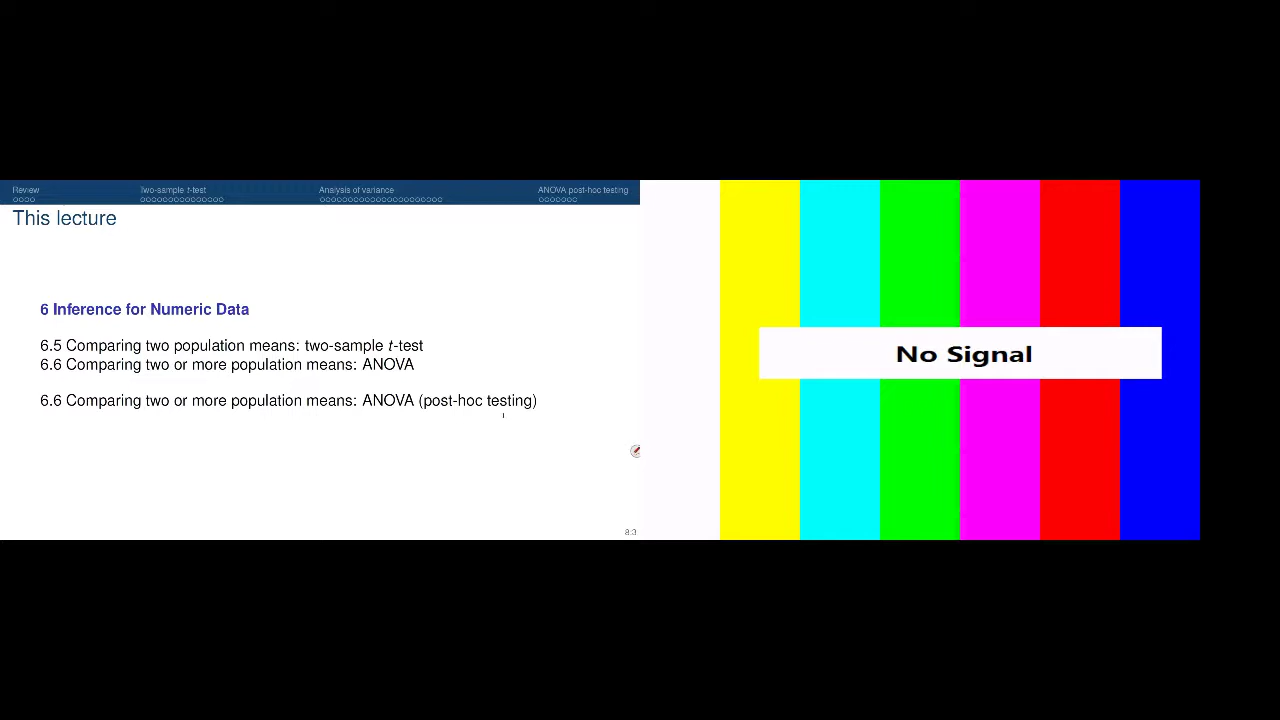 Review Two-sample t-test Analysis of variance ANOVA post-hoc testing
This lecture
6 Inference for Numeric Data
6.5 Comparing two population means: two-sample t-test
6.6 Comparing two or more population means: ANOVA
6.6 Comparing two or more population means: ANOVA (post-hoc testing)
8:3
No Signal